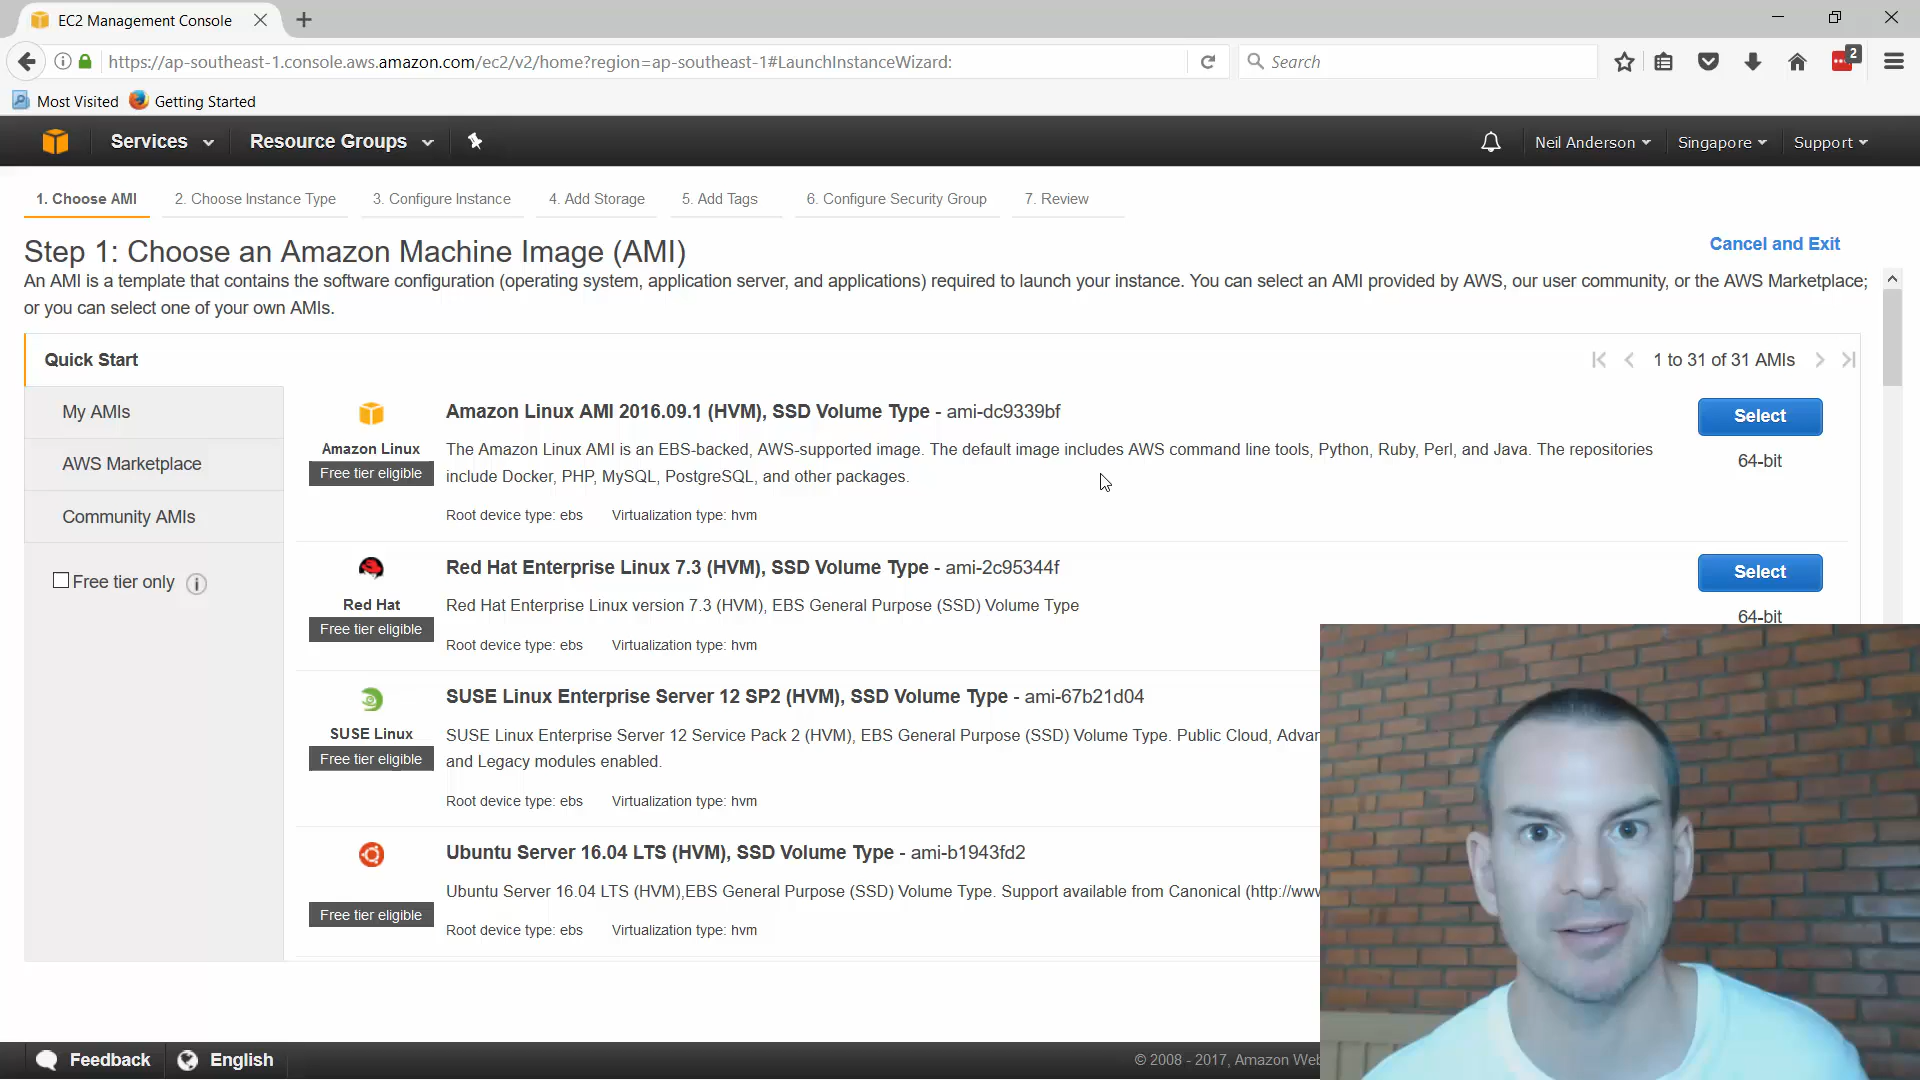 EC2 Management Console
https://ap-southeast-1.console.aws.amazon.com/ec2/v2/home?region=ap-southeast-1#LaunchInstanceWizard:
Search
2
Most Visited
Getting Started
Services
Resource Groups
Neil Anderson
Singapore
Support
1. Choose AMI
2. Choose Instance Type
3. Configure Instance
4. Add Storage
5. Add Tags
6. Configure Security Group
7. Review
Step 1: Choose an Amazon Machine Image (AMI)
Cancel and Exit
An AMI is a template that contains the software configuration (operating system, application server, and applications) required to launch your instance. You can select an AMI provided by AWS, our user community, or the AWS Marketplace;
or you can select one of your own AMIs.
Quick Start
1 to 31 of 31 AMIs
My AMIs
AWS Marketplace
Community AMIs
Free tier only
Amazon Linux
Free tier eligible
Amazon Linux AMI 2016.09.1 (HVM), SSD Volume Type - ami-dc9339bf
The Amazon Linux AMI is an EBS-backed, AWS-supported image. The default image includes AWS command line tools, Python, Ruby, Perl, and Java. The repositories
include Docker, PHP, MySQL, PostgreSQL, and other packages.
Root device type: ebs Virtualization type: hvm
Select
64-bit
Red Hat
Free tier eligible
Red Hat Enterprise Linux 7.3 (HVM), SSD Volume Type - ami-2c95344f
Red Hat Enterprise Linux version 7.3 (HVM), EBS General Purpose (SSD) Volume Type
Root device type: ebs Virtualization type: hvm
Select
64-bit
SUSE Linux
Free tier eligible
SUSE Linux Enterprise Server 12 SP2 (HVM), SSD Volume Type - ami-67b21d04
SUSE Linux Enterprise Server 12 Service Pack 2 (HVM), EBS General Purpose (SSD) Volume Type. Public Cloud, Advan
and Legacy modules enabled.
Root device type: ebs Virtualization type: hvm
Free tier eligible
Ubuntu Server 16.04 LTS (HVM), SSD Volume Type - ami-b1943fd2
Ubuntu Server 16.04 LTS (HVM),EBS General Purpose (SSD) Volume Type. Support available from Canonical (http://www
Root device type: ebs Virtualization type: hvm
Feedback
English
© 2008 - 2017, Amazon Web